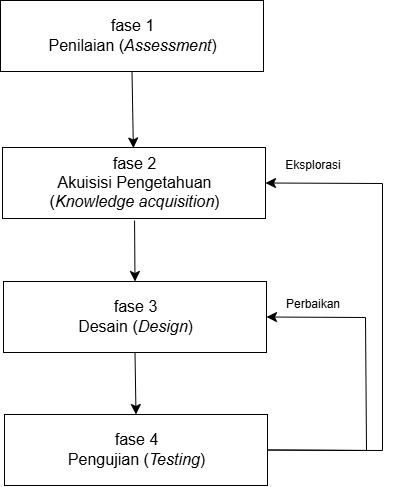 fase 1
Penilaian (Assessment)
fase 2
Akuisisi Pengetahuan
(Knowledge acquisition)
Eksplorasi
fase 3
Desain (Design)
Perbaikan
fase 4
Pengujian (Testing)